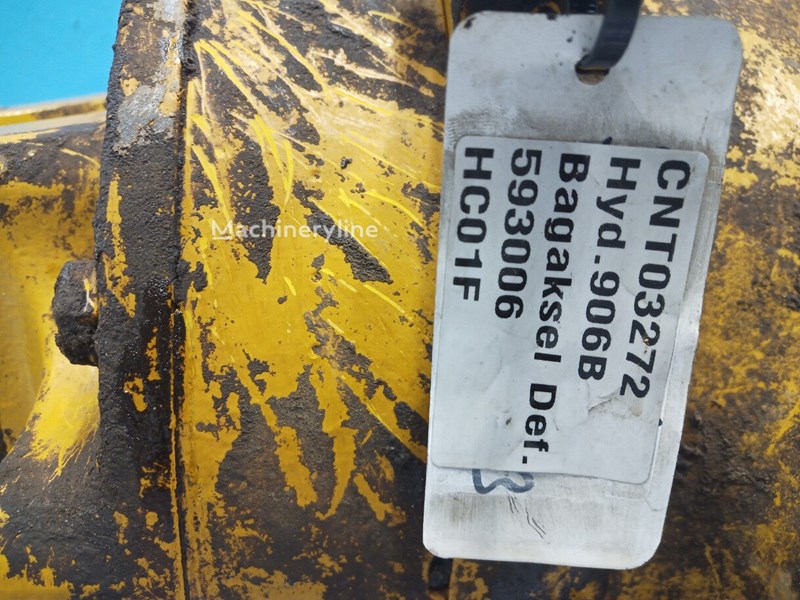 CNT03272
Hyd.906B
Bagaksel Def.
593006
HC01F
Machineryline